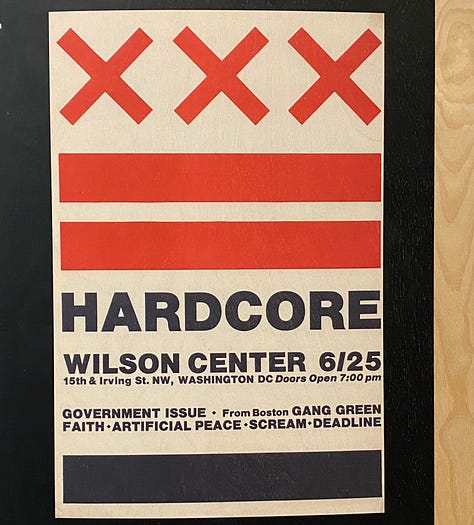 XXX
HARDCORE
WILSON CENTER 6/25
15th & Irving St. NW, WASHINGTON DC Doors Open 7:00 pm
GOVERNMENT ISSUE • From Boston GANG GREEN
FAITH • ARTIFICIAL PEACE • SCREAM • DEADLINE